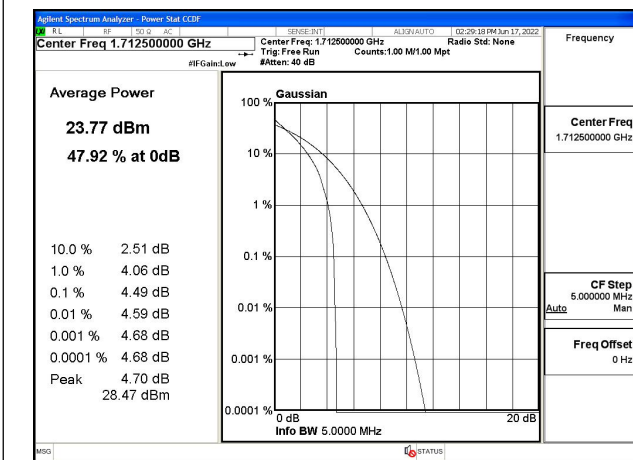 Agilent Spectrum Analyzer - Power Stat CCDF
RL RF 50 Ω AC SENSE:INT ALIGN AUTO 02:29:18 PM Jun 17, 2022
Center Freq 1.712500000 GHz
Center Freq: 1.712500000 GHz Radio Std: None
Trig: Free Run Counts:1.00 M/1.00 Mpt
#IFGain:Low #Atten: 40 dB
Frequency
Average Power
23.77 dBm
47.92 % at 0dB
10.0 % 2.51 dB
1.0 % 4.06 dB
0.1 % 4.49 dB
0.01 % 4.59 dB
0.001 % 4.68 dB
0.0001 % 4.68 dB
Peak 4.70 dB
28.47 dBm
Gaussian
100 %
10 %
1 %
0.1 %
0.01 %
0.001 %
0.0001 %
0 dB 20 dB
Info BW 5.0000 MHz
Center Freq
1.712500000 GHz
CF Step
5.000000 MHz
Auto Man
Freq Offset
0 Hz
MSG STATUS